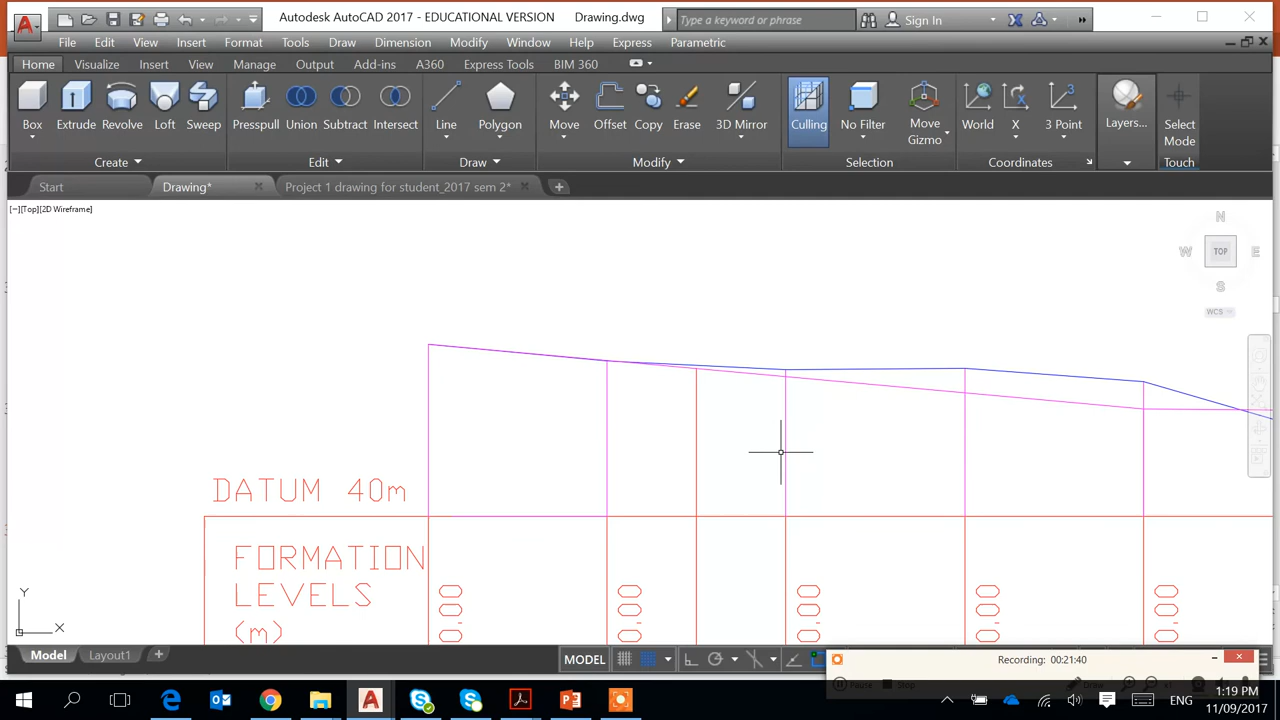 Autodesk AutoCAD 2017 - EDUCATIONAL VERSION Drawing.dwg
Type a keyword or phrase
Sign In
File Edit View Insert Format Tools Draw Dimension Modify Window Help Express Parametric
Home Visualize Insert View Manage Output Add-ins A360 Express Tools BIM 360
Box Extrude Revolve Loft Sweep Presspull Union Subtract Intersect Line Polygon Move Offset Copy Erase 3D Mirror Culling No Filter Move Gizmo World X 3 Point Layers... Select Mode
Create Edit Draw Modify Selection Coordinates Touch
Start Drawing* Project 1 drawing for student_2017 sem 2*
[−][Top][2D Wireframe]
N
W TOP E
S
WCS
DATUM 40m
FORMATION
LEVELS
(m)
Y
X
Model Layout1
MODEL
Recording: 00:21:40
Pause Stop Draw
ENG
1:19 PM
11/09/2017